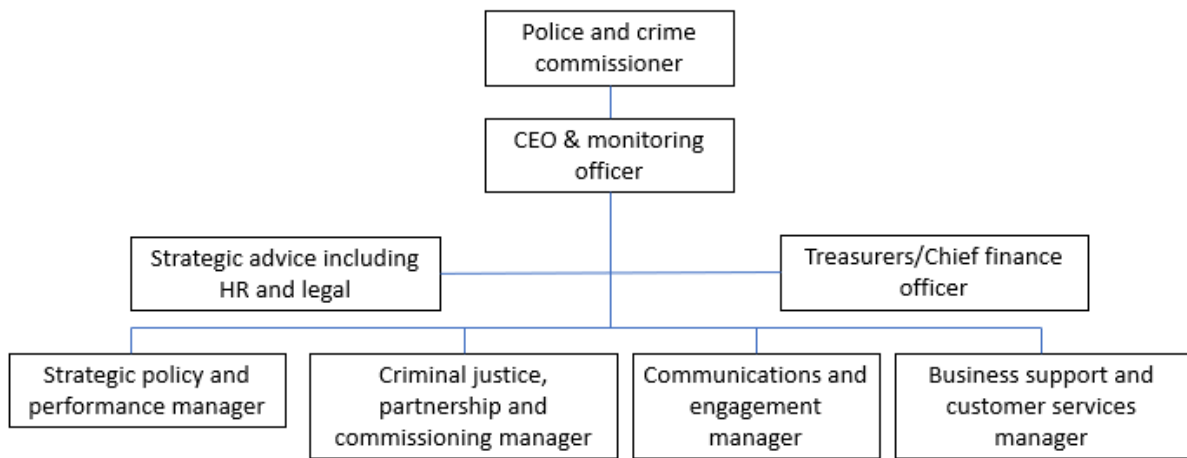 Police and crime
commissioner
CEO & monitoring
officer
Strategic advice including
HR and legal
Treasurers/Chief finance
officer
Strategic policy and
performance manager
Criminal justice,
partnership and
commissioning manager
Communications and
engagement
manager
Business support and
customer services
manager